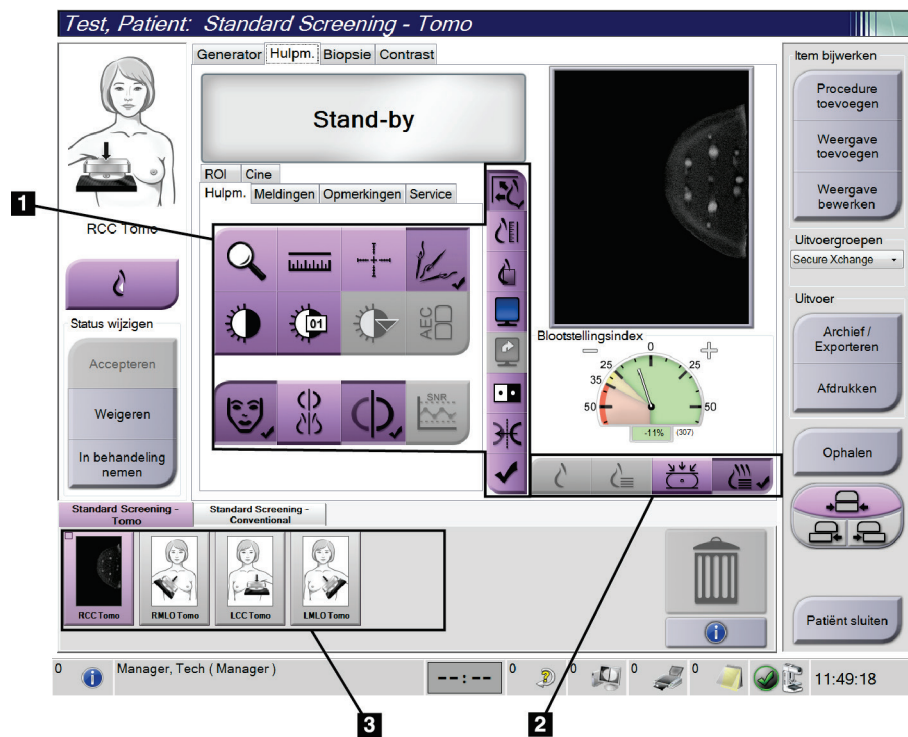 Test, Patient: Standard Screening - Tomo
Generator Hulpm. Biopsie Contrast
Item bijwerken
Procedure
toevoegen
Weergave
toevoegen
Weergave
bewerken
Stand-by
ROI Cine
Hulpm. Meldingen Opmerkingen Service
1
RCC Tomo
Uitvoergroepen
Secure Xchange
01
AEC
Status wijzigen
Accepteren
Weigeren
In behandeling
nemen
Uitvoer
Archief /
Exporteren
Afdrukken
Blootstellingsindex
0
25 25
35
50 50
-11% (307)
SNR
Ophalen
Standard Screening -
Tomo
Standard Screening -
Conventional
RCC Tomo
RMLO Tomo
LCC Tomo
LMLO Tomo
Patiënt sluiten
0 Manager, Tech ( Manager ) --:-- 0 0 0 0 11:49:18
3
2